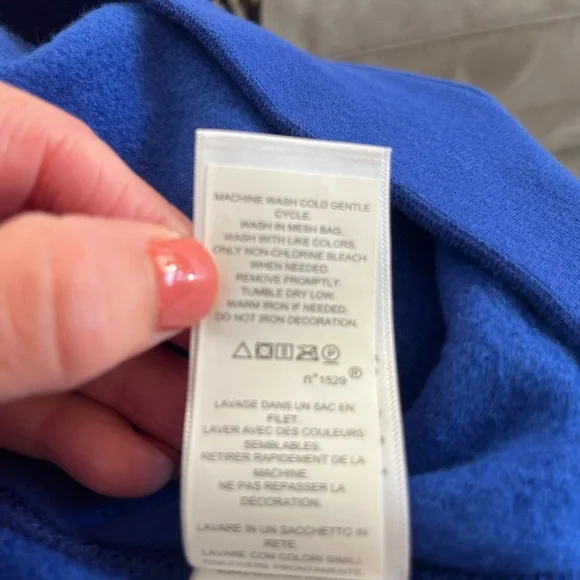 MACHINE WASH COLD GENTLE
CYCLE.
WASH IN MESH BAG.
WASH WITH LIKE COLORS.
ONLY NON-CHLORINE BLEACH
WHEN NEEDED.
REMOVE PROMPTLY.
TUMBLE DRY LOW.
WARM IRON IF NEEDED.
DO NOT IRON DECORATION.
n°1529 ®
LAVAGE DANS UN SAC EN
FILET.
LAVER AVEC DES COULEURS
SEMBLABLES.
RETIRER RAPIDEMENT DE LA
MACHINE.
NE PAS REPASSER LA
DÉCORATION.
LAVARE IN UN SACCHETTO IN
RETE.
LAVARE CON COLORI SIMILI.